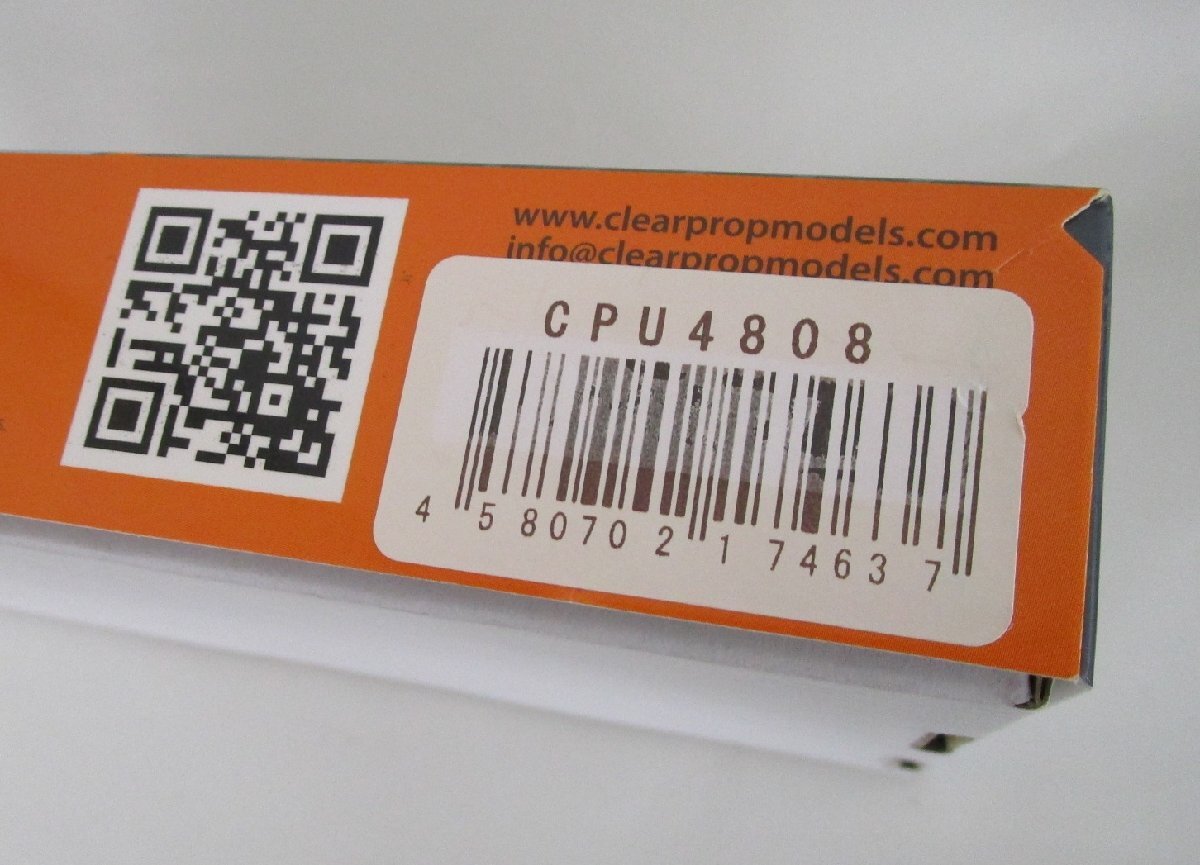 www.clearpropmodels.com
info@clearpropmodels.com
CPU4808
4 580702 174637